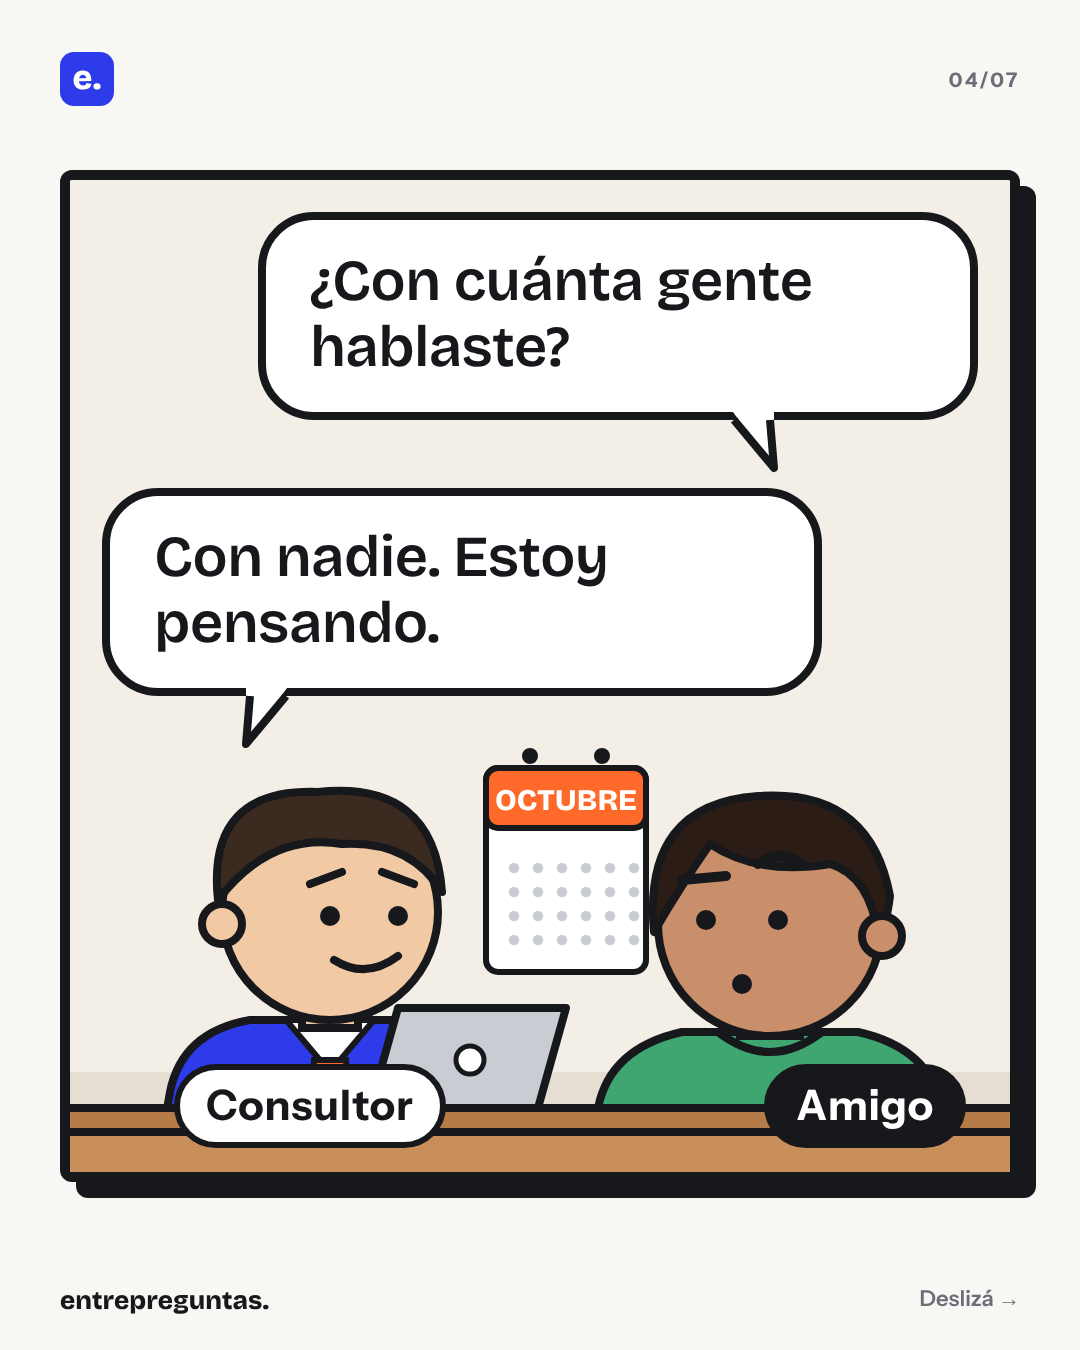 e.
04/07
¿Con cuánta gente
hablaste?
Con nadie. Estoy
pensando.
OCTUBRE
Consultor
Amigo
entrepreguntas.
Deslizá →